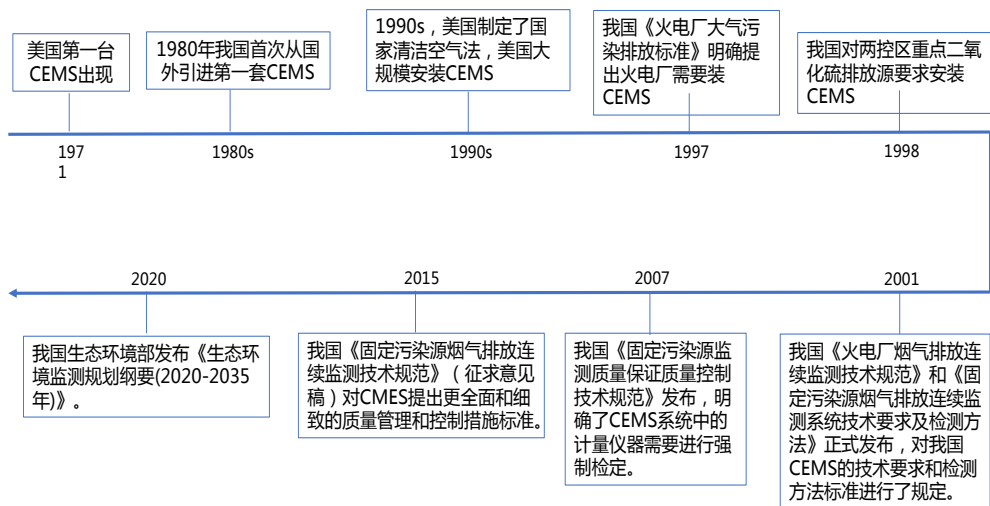 美国第一台
CEMS出现
1980年我国首次从国
外引进第一套CEMS
1990s，美国制定了国
家清洁空气法，美国大
规模安装CEMS
我国《火电厂大气污
染排放标准》明确提
出火电厂需要装
CEMS
我国对两控区重点二氧
化硫排放源要求安装
CEMS
197
1
1980s
1990s
1997
1998
2020
2015
2007
2001
我国生态环境部发布《生态环
境监测规划纲要(2020-2035
年)》。
我国《固定污染源烟气排放连
续监测技术规范》（征求意见
稿）对CMES提出更全面和细
致的质量管理和控制措施标准。
我国《固定污染源监
测质量保证质量控制
技术规范》发布，明
确了CEMS系统中的
计量仪器需要进行强
制检定。
我国《火电厂烟气排放连
续监测技术规范》和《固
定污染源烟气排放连续监
测系统技术要求及检测方
法》正式发布，对我国
CEMS的技术要求和检测
方法标准进行了规定。